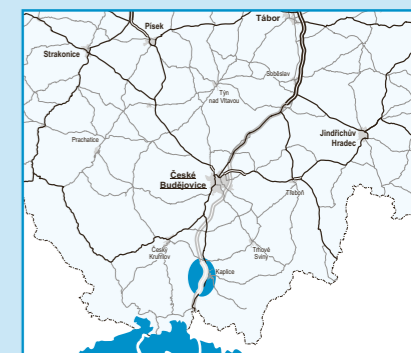 Tábor
Písek
Strakonice
Soběslav
Týn
nad Vltavou
Jindřichův
Hradec
Prachatice
České
Budějovice
Třeboň
Český
Krumlov
Trhové
Sviny
Kaplice